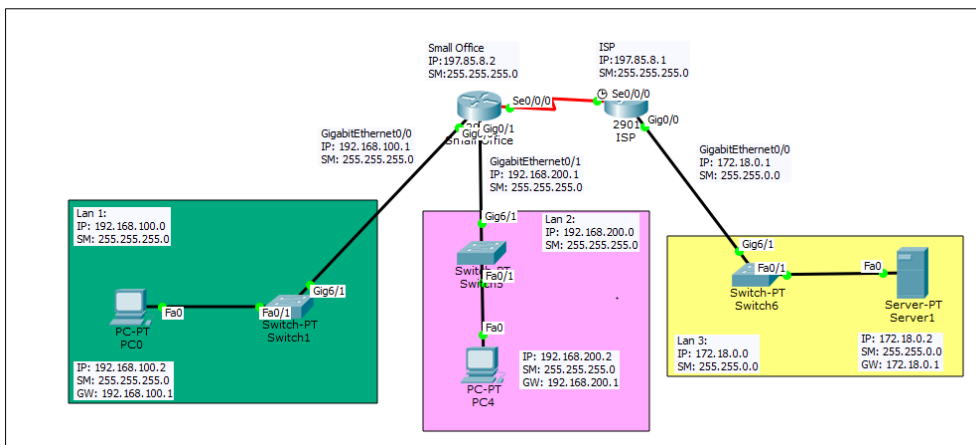 Small Office
IP:197.85.8.2
SM:255.255.255.0
ISP
IP:197.85.8.1
SM:255.255.255.0
Se0/0/0
Se0/0/0
Gig0/1
Small Office
2901
ISP
Gig0/0
GigabitEthernet0/0
IP: 192.168.100.1
SM: 255.255.255.0
GigabitEthernet0/1
IP: 192.168.200.1
SM: 255.255.255.0
GigabitEthernet0/0
IP: 172.18.0.1
SM: 255.255.0.0
Lan 1:
IP: 192.168.100.0
SM: 255.255.255.0
Gig6/1
Fa0
Fa0/1
Switch-PT
Switch1
PC-PT
PC0
IP: 192.168.100.2
SM: 255.255.255.0
GW: 192.168.100.1
Gig6/1
Lan 2:
IP: 192.168.200.0
SM: 255.255.255.0
Switch-PT
Fa0/1
Fa0
PC-PT
PC4
IP: 192.168.200.2
SM: 255.255.255.0
GW: 192.168.200.1
Gig6/1
Fa0/1
Fa0
Switch-PT
Switch6
Server-PT
Server1
Lan 3:
IP: 172.18.0.0
SM: 255.255.0.0
IP: 172.18.0.2
SM: 255.255.0.0
GW: 172.18.0.1